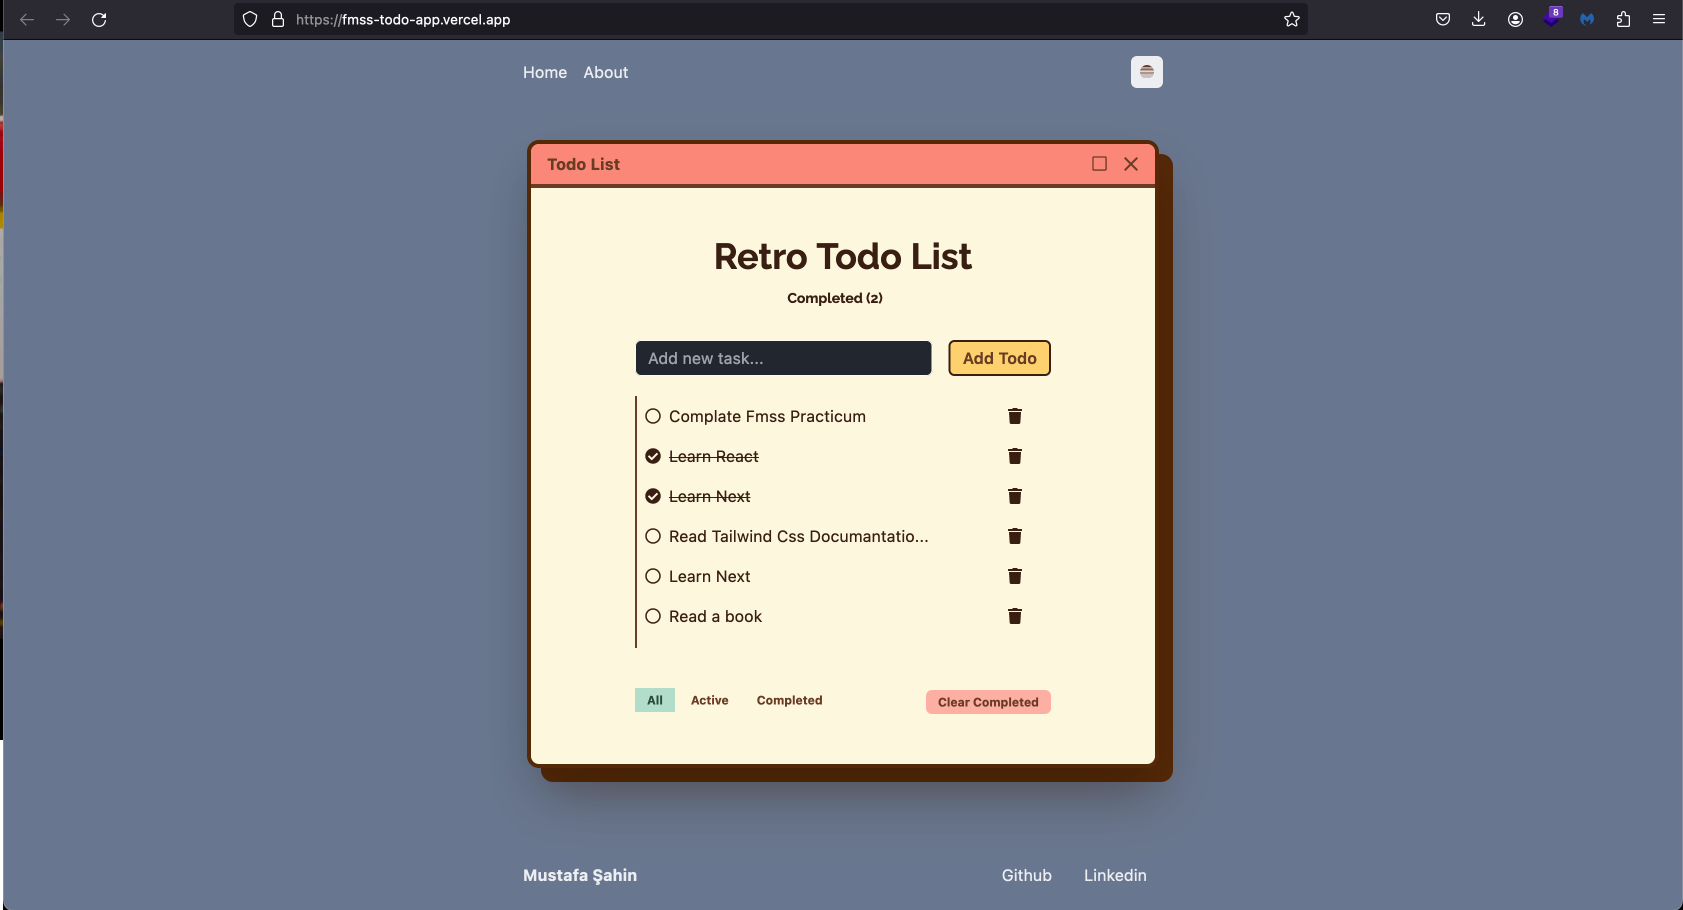 https://fmss-todo-app.vercel.app
8
Home About
Todo List
Retro Todo List
Completed (2)
Add new task...
Add Todo
Complate Fmss Practicum
Learn React
Learn Next
Read Tailwind Css Documantatio...
Learn Next
Read a book
All Active Completed Clear Completed
Mustafa Şahin Github Linkedin